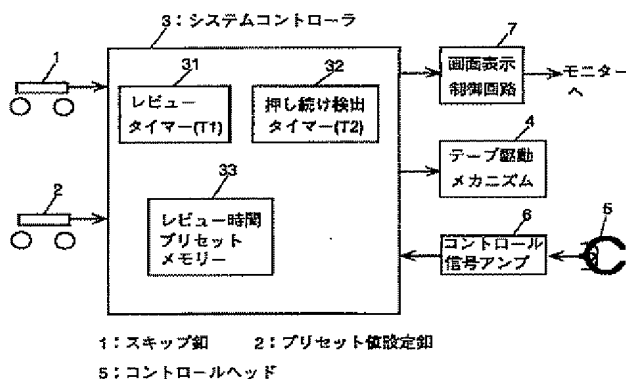 3：システムコントローラ
1
31
レビュー
タイマー(T1)
32
押し続け検出
タイマー(T2)
7
画面表示
制御回路
モニター
へ
4
テープ駆動
メカニズム
2
33
レビュー時間
プリセット
メモリー
6
コントロール
信号アンプ
5
1：スキップ釦　2：プリセット値設定釦
5：コントロールヘッド